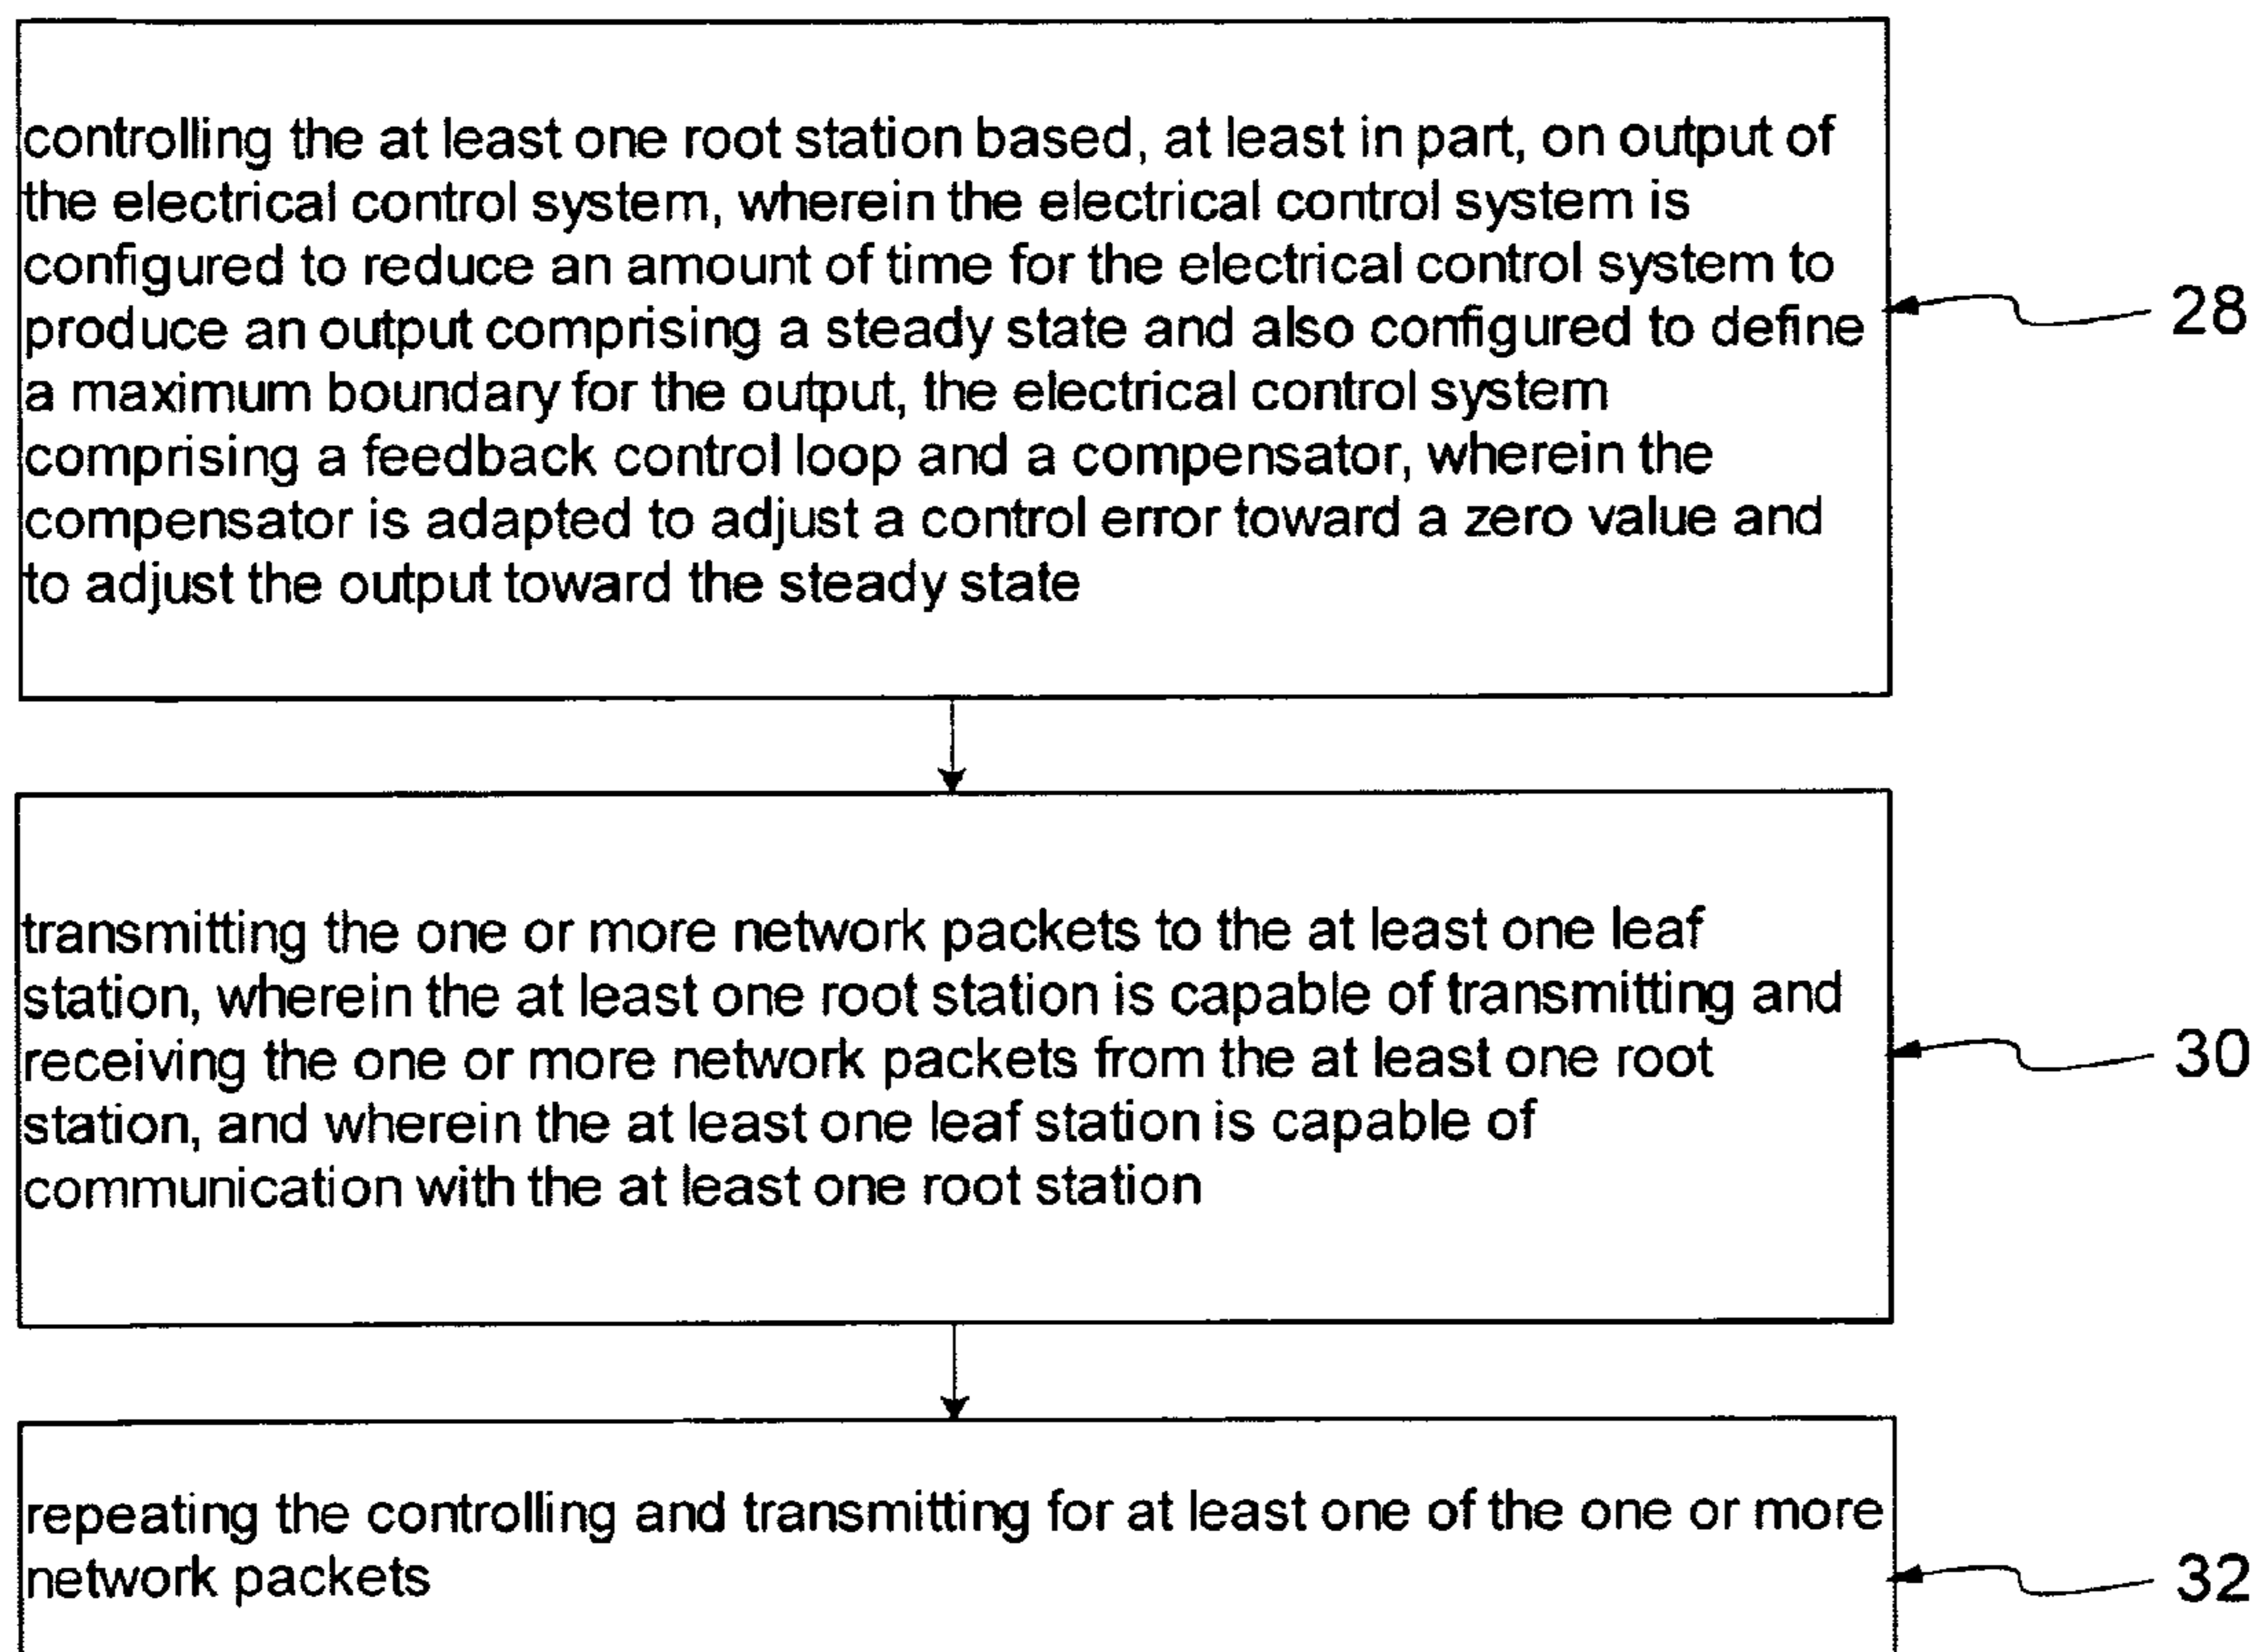 controlling the at least one root station based, at least in part, on output of
the electrical control system, wherein the electrical control system is
configured to reduce an amount of time for the electrical control system to
produce an output comprising a steady state and also configured to define
a maximum boundary for the output, the electrical control system
comprising a feedback control loop and a compensator, wherein the
compensator is adapted to adjust a control error toward a zero value and
to adjust the output toward the steady state
28
transmitting the one or more network packets to the at least one leaf
station, wherein the at least one root station is capable of transmitting and
receiving the one or more network packets from the at least one root
station, and wherein the at least one leaf station is capable of
communication with the at least one root station
30
repeating the controlling and transmitting for at least one of the one or more
network packets
32